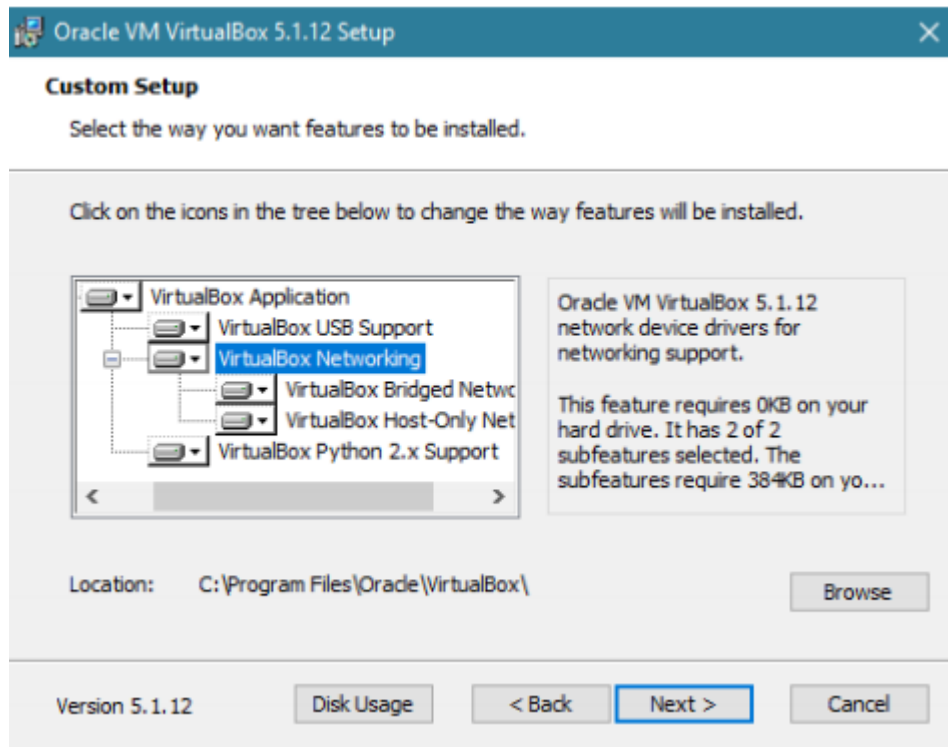 Oracle VM VirtualBox 5.1.12 Setup
Custom Setup
Select the way you want features to be installed.
Click on the icons in the tree below to change the way features will be installed.
VirtualBox Application
VirtualBox USB Support
VirtualBox Networking
VirtualBox Bridged Netwo
VirtualBox Host-Only Net
VirtualBox Python 2.x Support
Oracle VM VirtualBox 5.1.12
network device drivers for
networking support.
This feature requires 0KB on your
hard drive. It has 2 of 2
subfeatures selected. The
subfeatures require 384KB on yo...
Location: C:\Program Files\Oracle\VirtualBox\
Browse
Version 5.1.12 Disk Usage < Back Next > Cancel